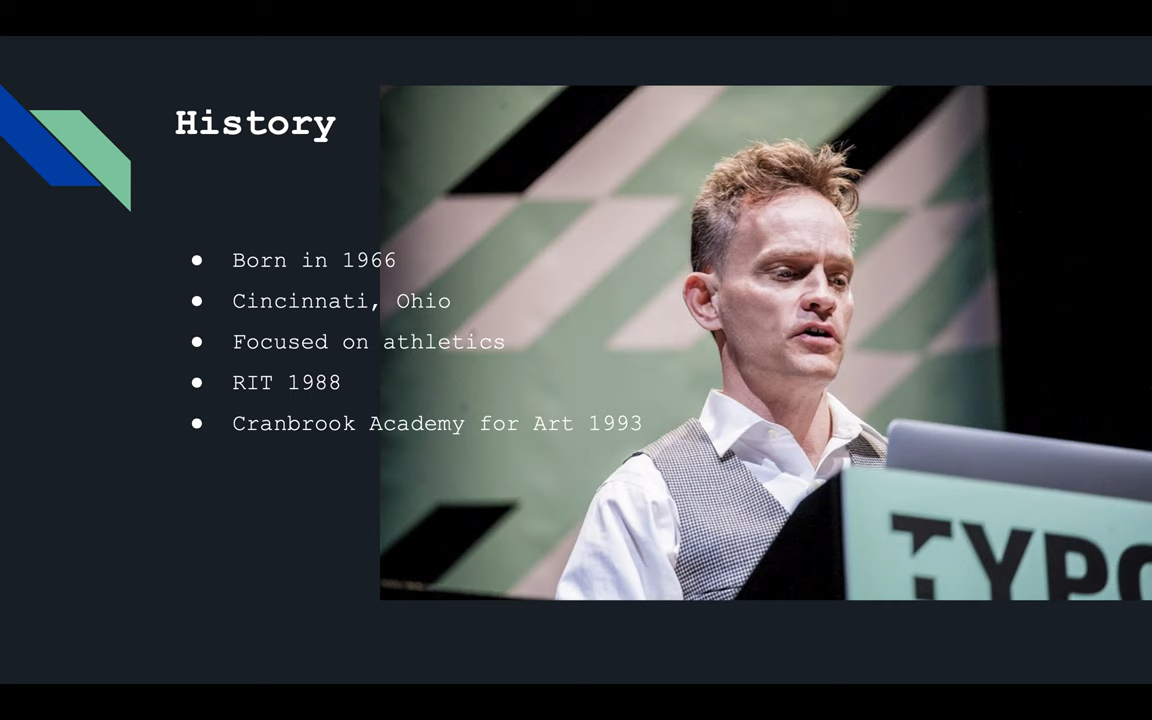 History
● Born in 1966
● Cincinnati, Ohio
● Focused on athletics
● RIT 1988
● Cranbrook Academy for Art 1993
TYPO